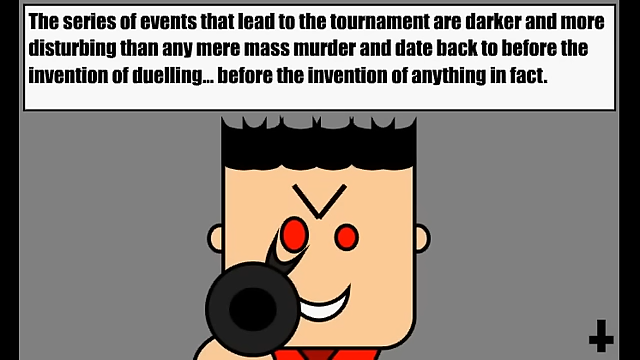 The series of events that lead to the tournament are darker and more
disturbing than any mere mass murder and date back to before the
invention of duelling... before the invention of anything in fact.